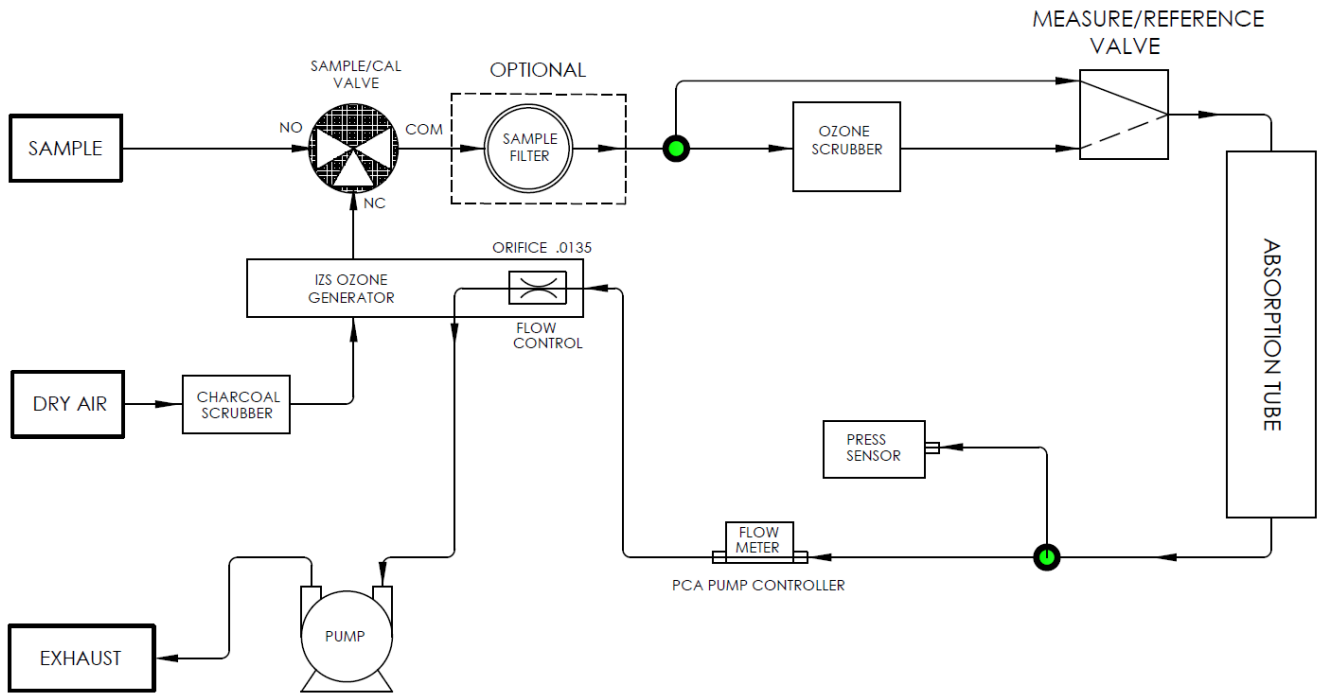 MEASURE/REFERENCE
VALVE
SAMPLE/CAL
VALVE
OPTIONAL
SAMPLE
NO
COM
NC
SAMPLE
FILTER
OZONE
SCRUBBER
ORIFICE .0135
IZS OZONE
GENERATOR
FLOW
CONTROL
ABSORPTION TUBE
DRY AIR
CHARCOAL
SCRUBBER
PRESS
SENSOR
FLOW
METER
PCA PUMP CONTROLLER
PUMP
EXHAUST